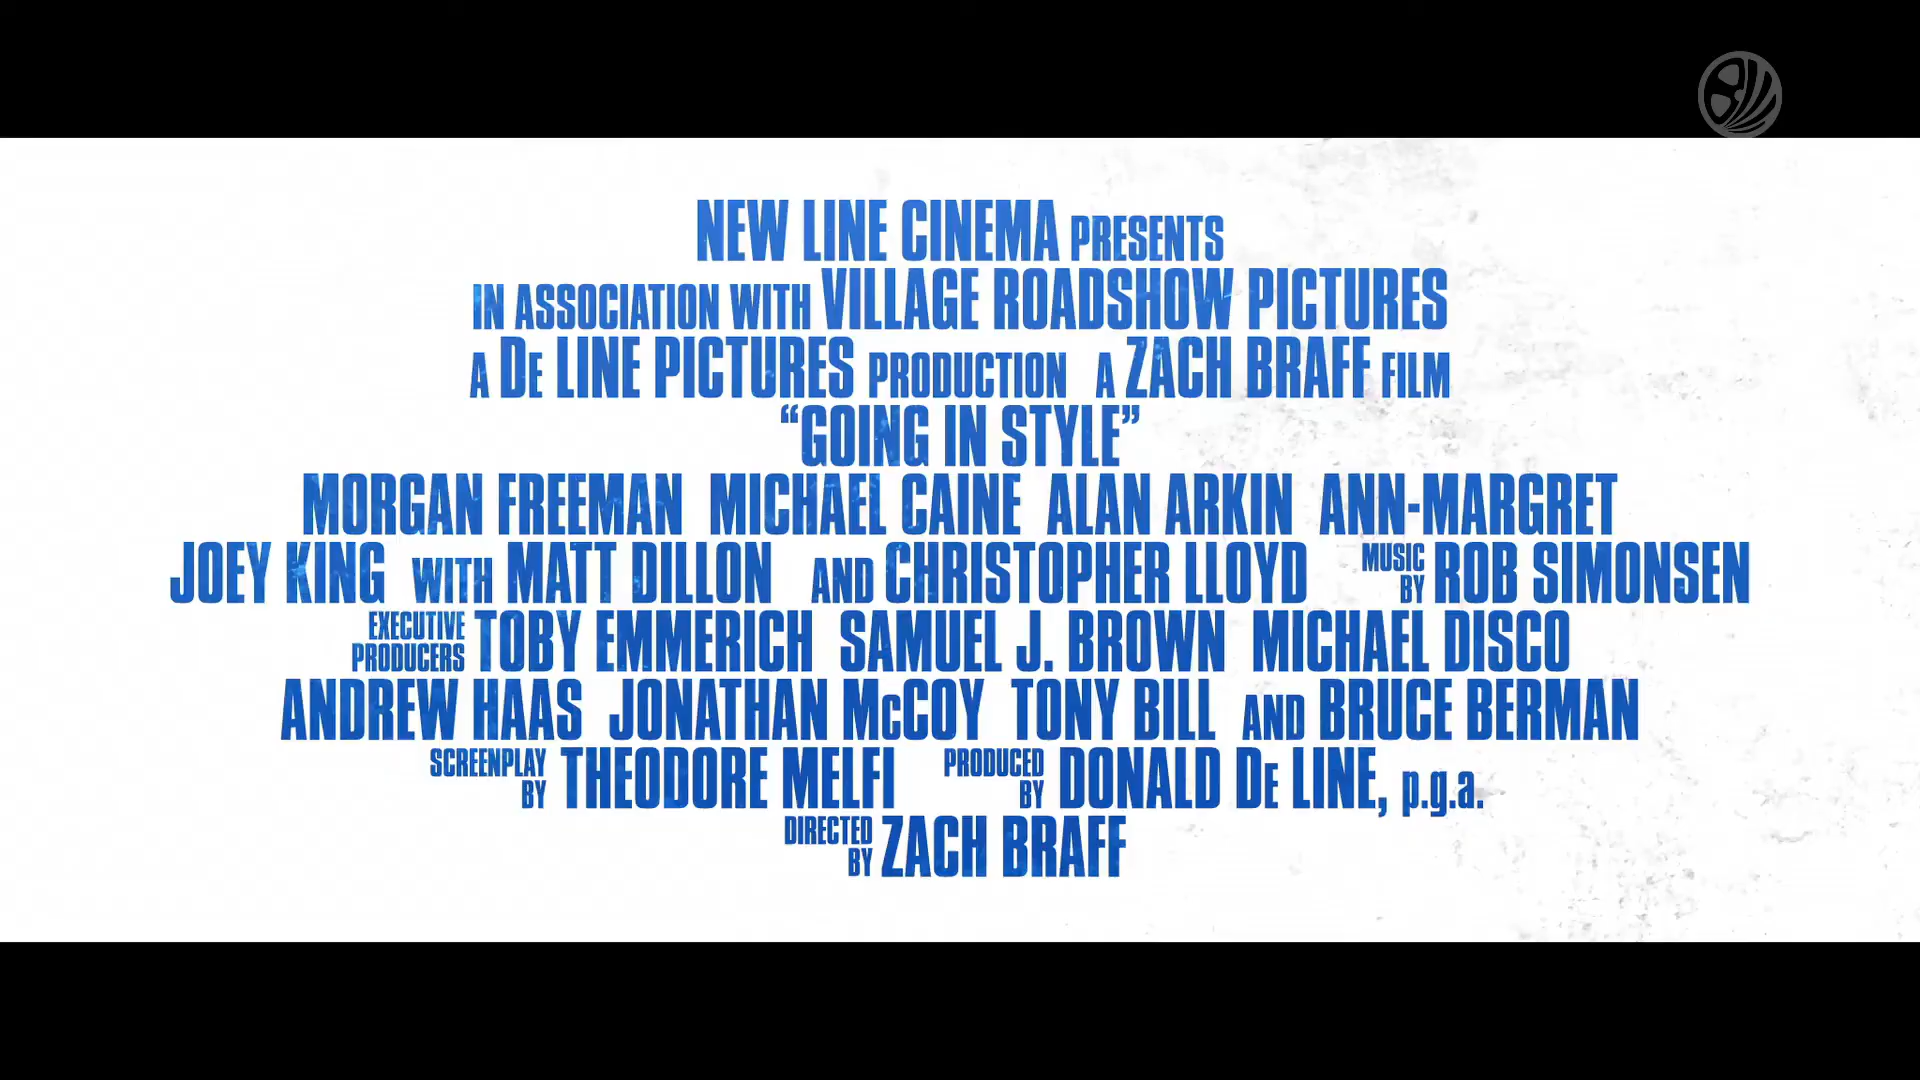 NEW LINE CINEMA PRESENTS
IN ASSOCIATION WITH VILLAGE ROADSHOW PICTURES
A De LINE PICTURES PRODUCTION A ZACH BRAFF FILM
“GOING IN STYLE”
MORGAN FREEMAN MICHAEL CAINE ALAN ARKIN ANN-MARGRET
JOEY KING WITH MATT DILLON AND CHRISTOPHER LLOYD MUSIC BY ROB SIMONSEN
EXECUTIVE PRODUCERS TOBY EMMERICH SAMUEL J. BROWN MICHAEL DISCO
ANDREW HAAS JONATHAN McCOY TONY BILL AND BRUCE BERMAN
SCREENPLAY BY THEODORE MELFI PRODUCED BY DONALD De LINE, p.g.a.
DIRECTED BY ZACH BRAFF